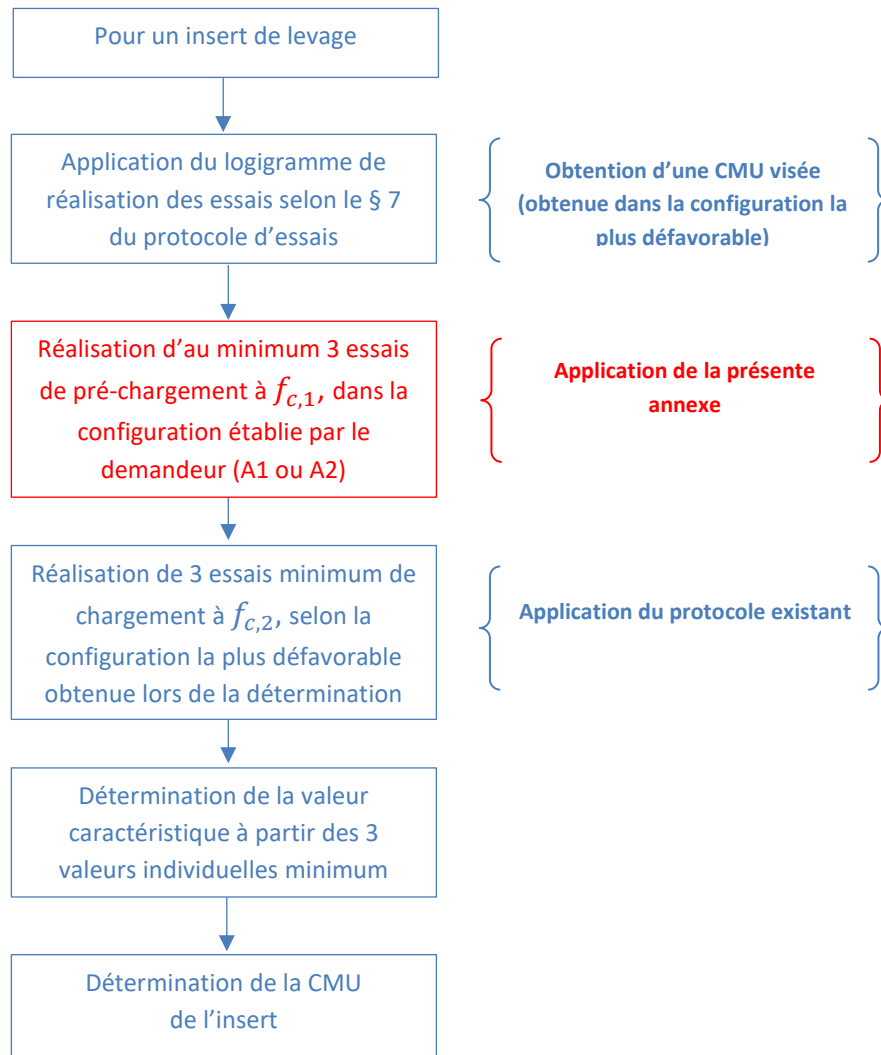 Pour un insert de levage
Application du logigramme de
réalisation des essais selon le § 7
du protocole d'essais
Obtention d'une CMU visée
(obtenue dans la configuration la
plus défavorable)
Réalisation d'au minimum 3 essais
de pré-chargement à f_{c,1}, dans la
configuration établie par le
demandeur (A1 ou A2)
Application de la présente
annexe
Réalisation de 3 essais minimum de
chargement à f_{c,2}, selon la
configuration la plus défavorable
obtenue lors de la détermination
Application du protocole existant
Détermination de la valeur
caractéristique à partir des 3
valeurs individuelles minimum
Détermination de la CMU
de l'insert